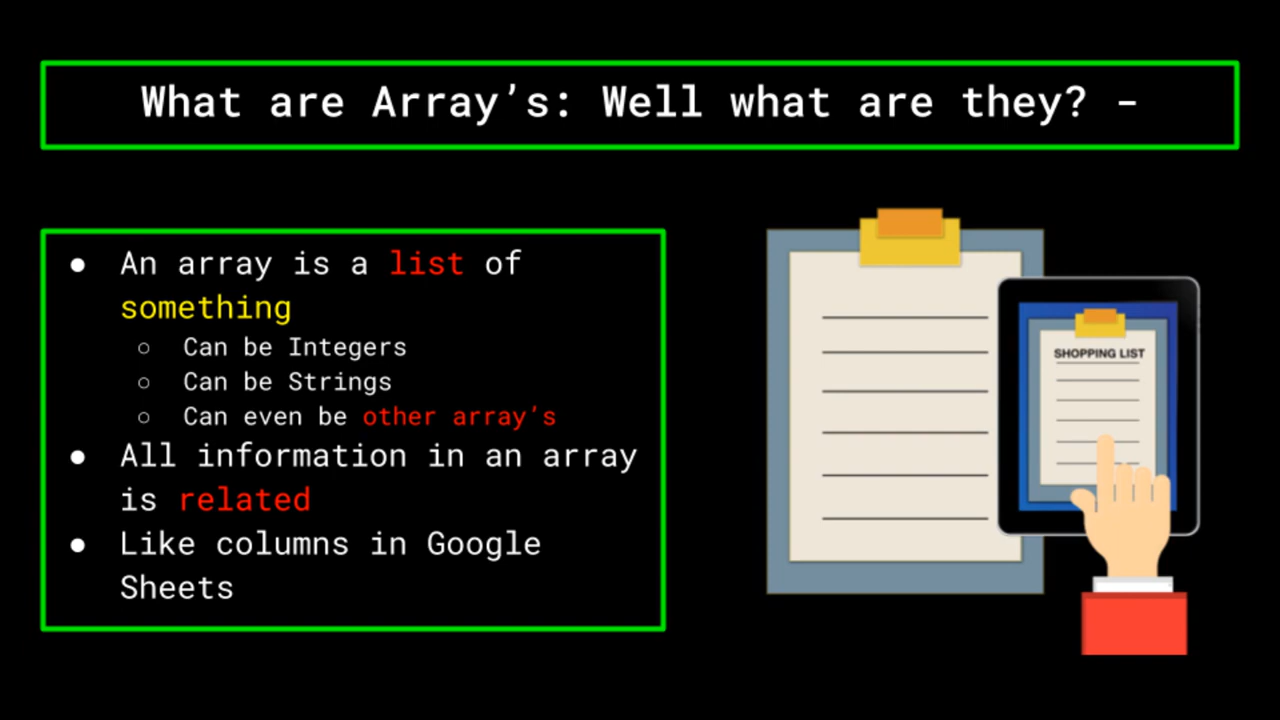 What are Array’s: Well what are they? -
● An array is a list of
something
○ Can be Integers
○ Can be Strings
○ Can even be other array’s
● All information in an array
is related
● Like columns in Google
Sheets
SHOPPING LIST